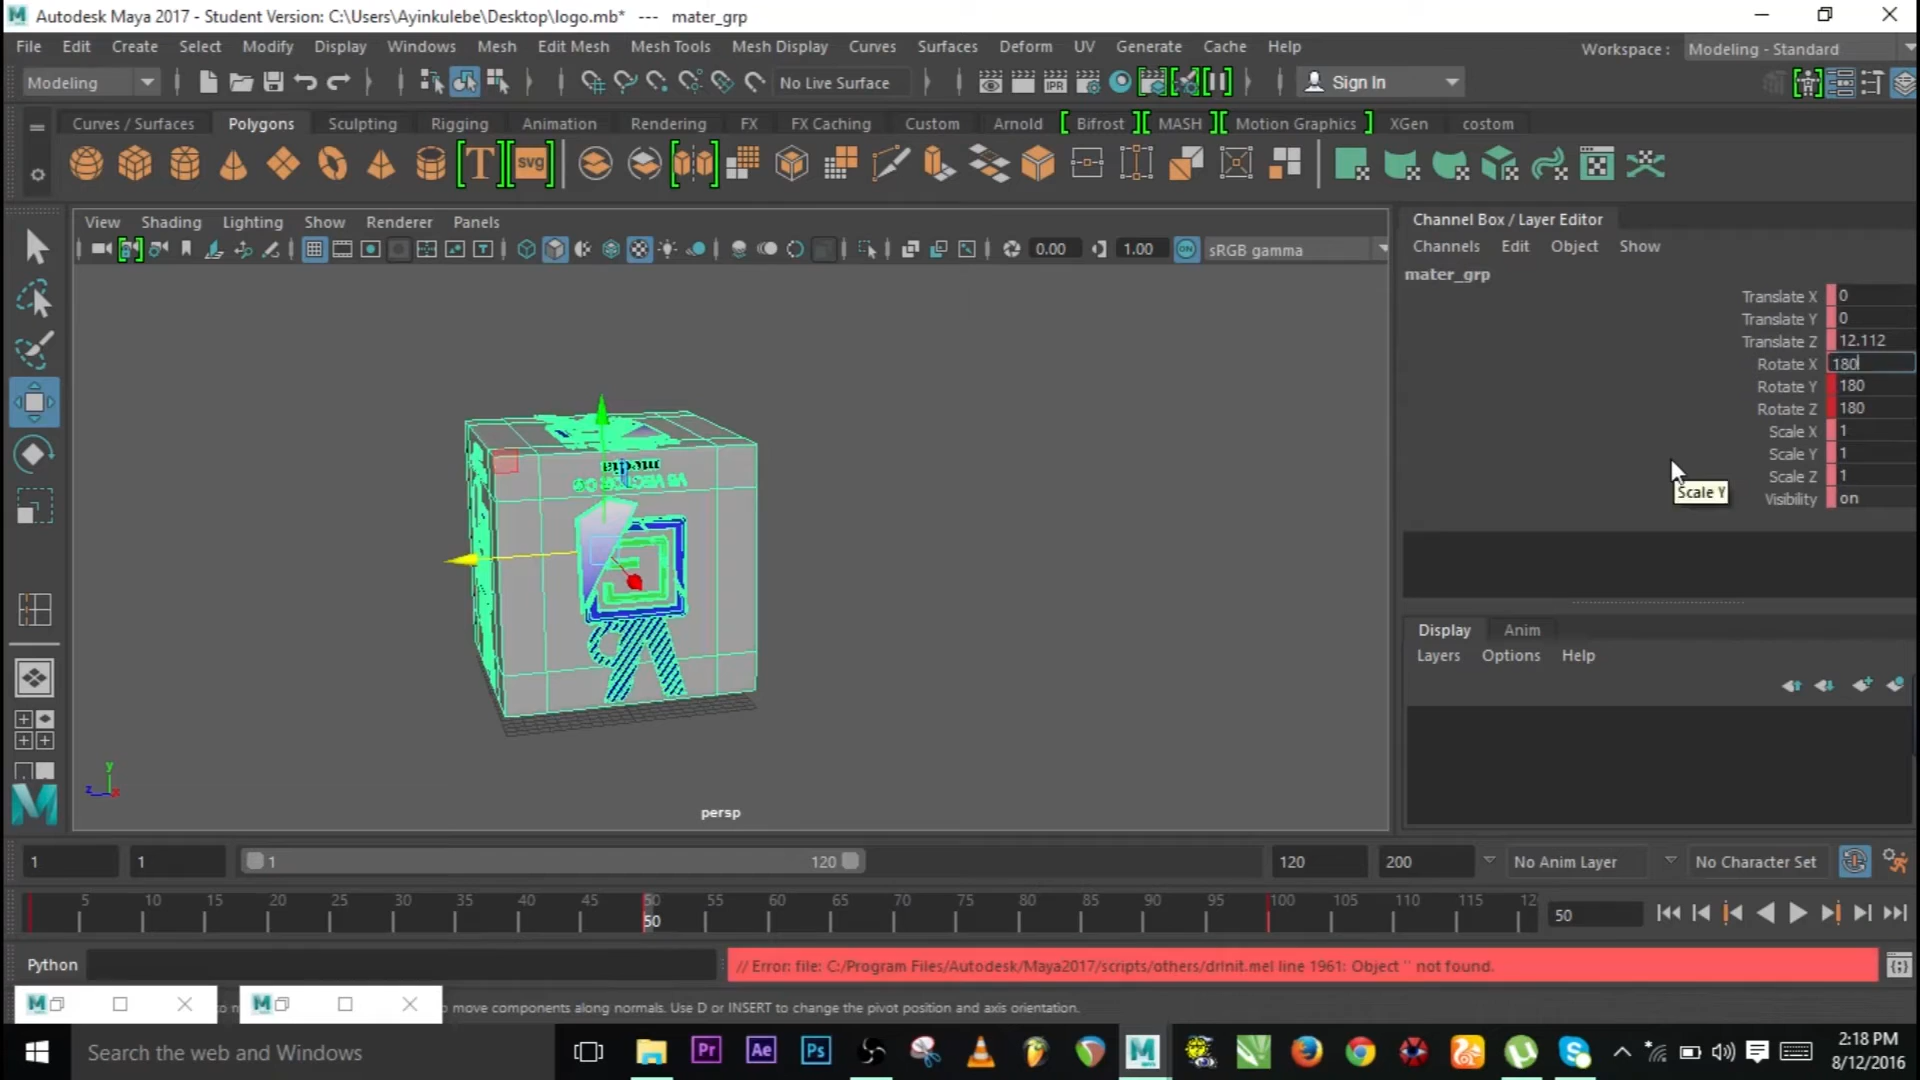 Autodesk Maya 2017 - Student Version: C:\Users\Ayinkulebe\Desktop\logo.mb* --- mater_grp
File Edit Create Select Modify Display Windows Mesh Edit Mesh Mesh Tools Mesh Display Curves Surfaces Deform UV Generate Cache Help Workspace : Modeling - Standard
Modeling No Live Surface IPR Sign In
Curves / Surfaces Polygons Sculpting Rigging Animation Rendering FX FX Caching Custom Arnold Bifrost MASH Motion Graphics XGen costom
T svg
Channel Box / Layer Editor
View Shading Lighting Show Renderer Panels
Channels Edit Object Show
0.00 1.00 ON sRGB gamma
mater_grp
Translate X 0
Translate Y 0
Translate Z 12.112
Rotate X 180
Rotate Y 180
Rotate Z 180
Scale X 1
Scale Y 1
Scale Z 1
Visibility on
Scale Y
media
Display Anim
Layers Options Help
y
z x
persp
1 1 1 120 120 200 No Anim Layer No Character Set
5 10 15 20 25 30 35 40 45 50 55 60 65 70 75 80 85 90 95 100 105 110 115 12
50 50
Python // Error: file: C:/Program Files/Autodesk/Maya2017/scripts/others/drInit.mel line 1961: Object '' not found.
o move components along normals. Use D or INSERT to change the pivot position and axis orientation.
Search the web and Windows Pr Ae Ps M
2:18 PM
8/12/2016